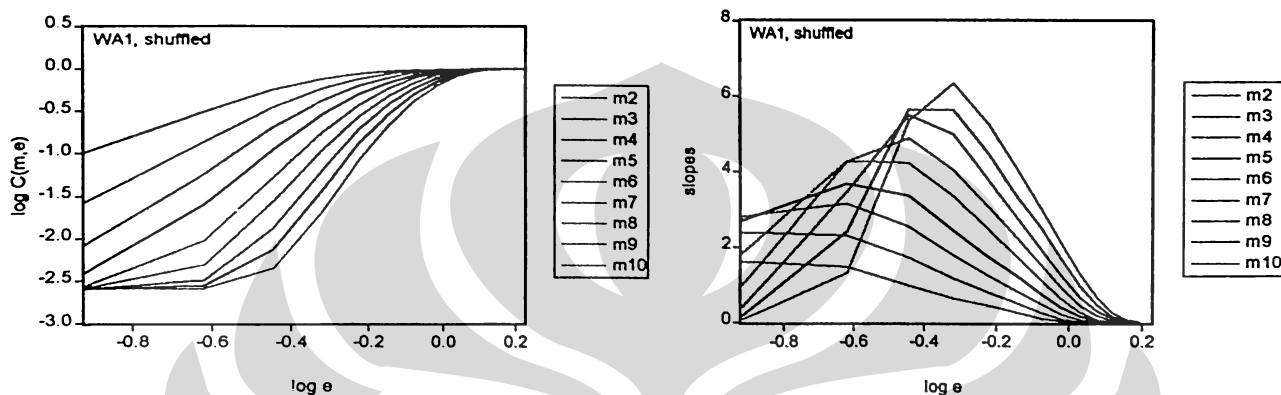 0.5
WA1, shuffled
0.0
-0.5
-1.0
-1.5
-2.0
-2.5
-3.0
log C(m,e)
-0.8
-0.6
-0.4
-0.2
0.0
0.2
log e
m2
m3
m4
m5
m6
m7
m8
m9
m10
8
WA1, shuffled
6
4
2
0
slopes
-0.8
-0.6
-0.4
-0.2
0.0
0.2
log e
m2
m3
m4
m5
m6
m7
m8
m9
m10